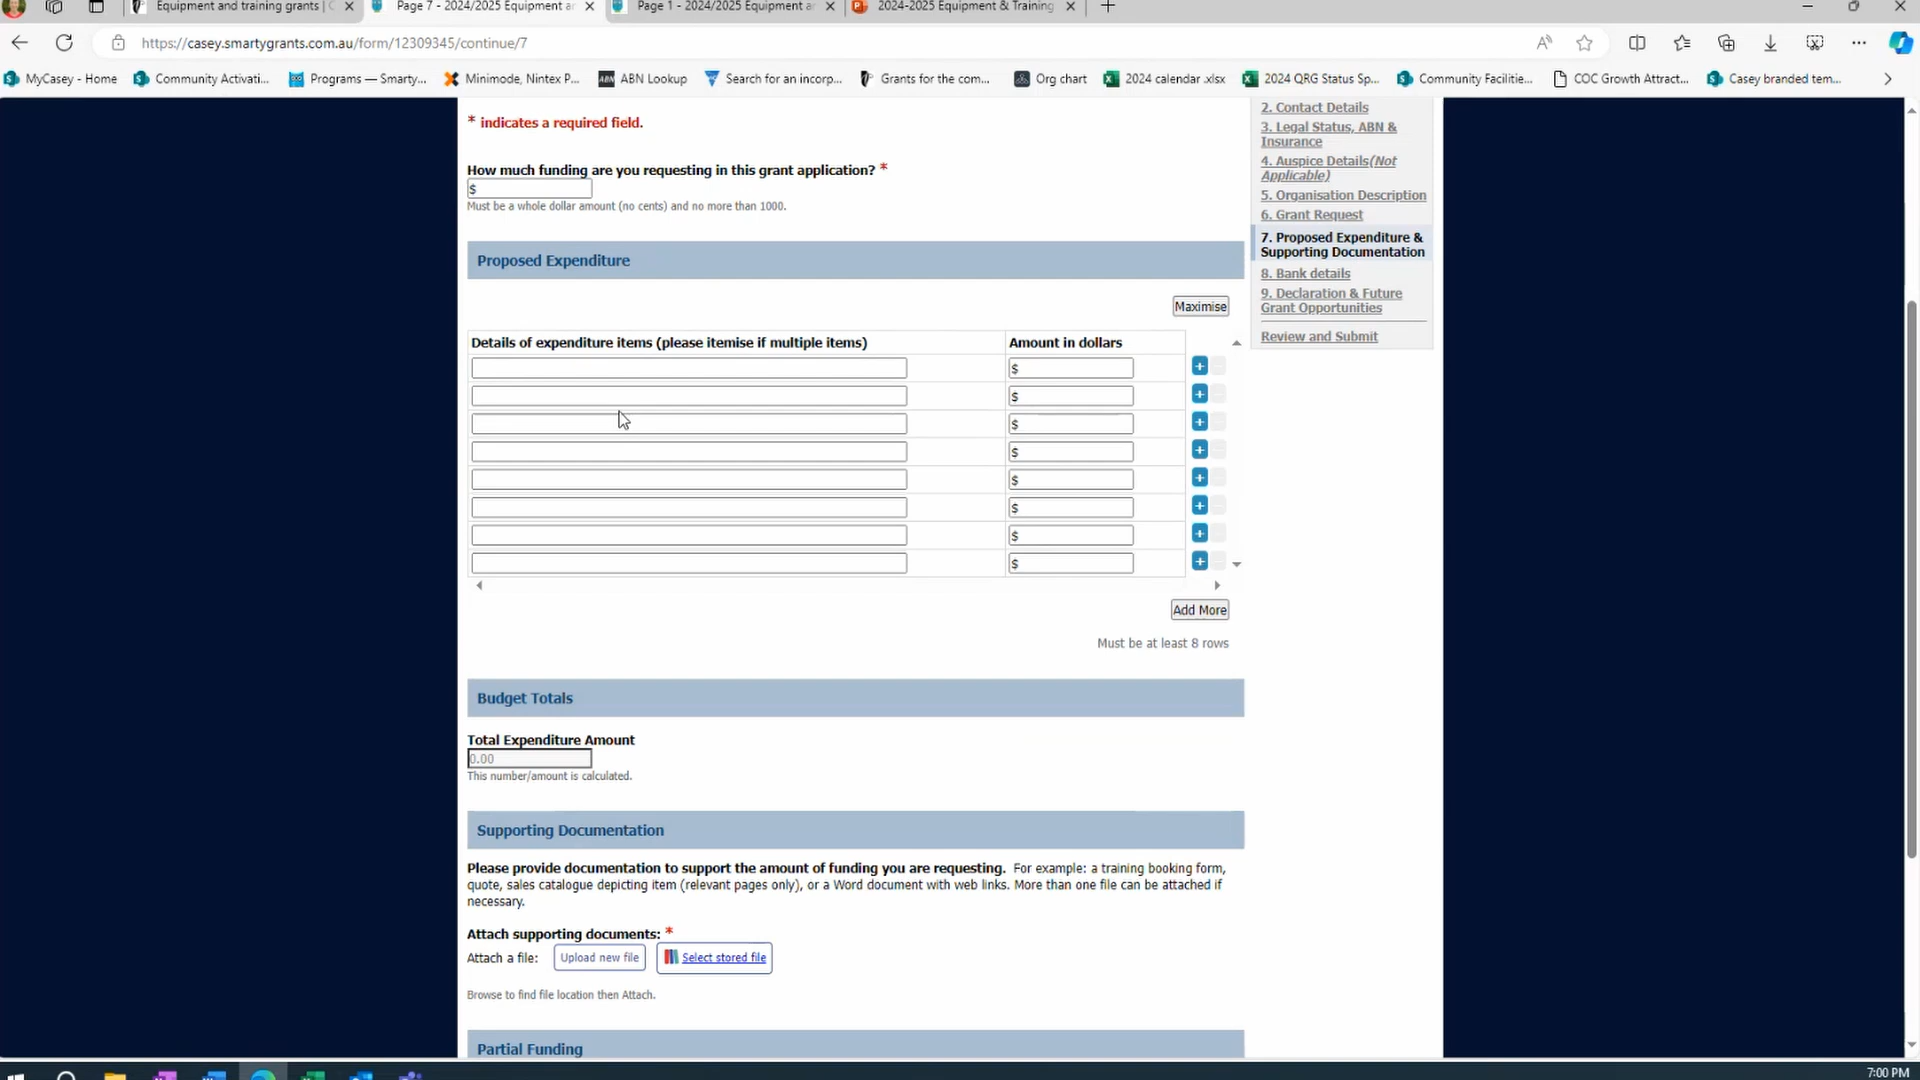 Equipment and training grants | C
Page 7 - 2024/2025 Equipment a
Page 1 - 2024/2025 Equipment a
2024-2025 Equipment & Training
https://casey.smartygrants.com.au/form/12309345/continue/7
MyCasey - Home
Community Activati...
Programs — Smarty...
Minimode, Nintex P...
ABN Lookup
Search for an incorp...
Grants for the com...
Org chart
2024 calendar .xlsx
2024 QRG Status Sp...
Community Facilitie...
COC Growth Attract...
Casey branded tem...
* indicates a required field.
How much funding are you requesting in this grant application? *
$
Must be a whole dollar amount (no cents) and no more than 1000.
Proposed Expenditure
Maximise
Details of expenditure items (please itemise if multiple items)
Amount in dollars
$
$
$
$
$
$
$
$
Add More
Must be at least 8 rows
Budget Totals
Total Expenditure Amount
0.00
This number/amount is calculated.
Supporting Documentation
Please provide documentation to support the amount of funding you are requesting. For example: a training booking form,
quote, sales catalogue depicting item (relevant pages only), or a Word document with web links. More than one file can be attached if
necessary.
Attach supporting documents: *
Attach a file:
Upload new file
Select stored file
Browse to find file location then Attach.
Partial Funding
2. Contact Details
3. Legal Status, ABN &
Insurance
4. Auspice Details(Not
Applicable)
5. Organisation Description
6. Grant Request
7. Proposed Expenditure &
Supporting Documentation
8. Bank details
9. Declaration & Future
Grant Opportunities
Review and Submit
7:00 PM